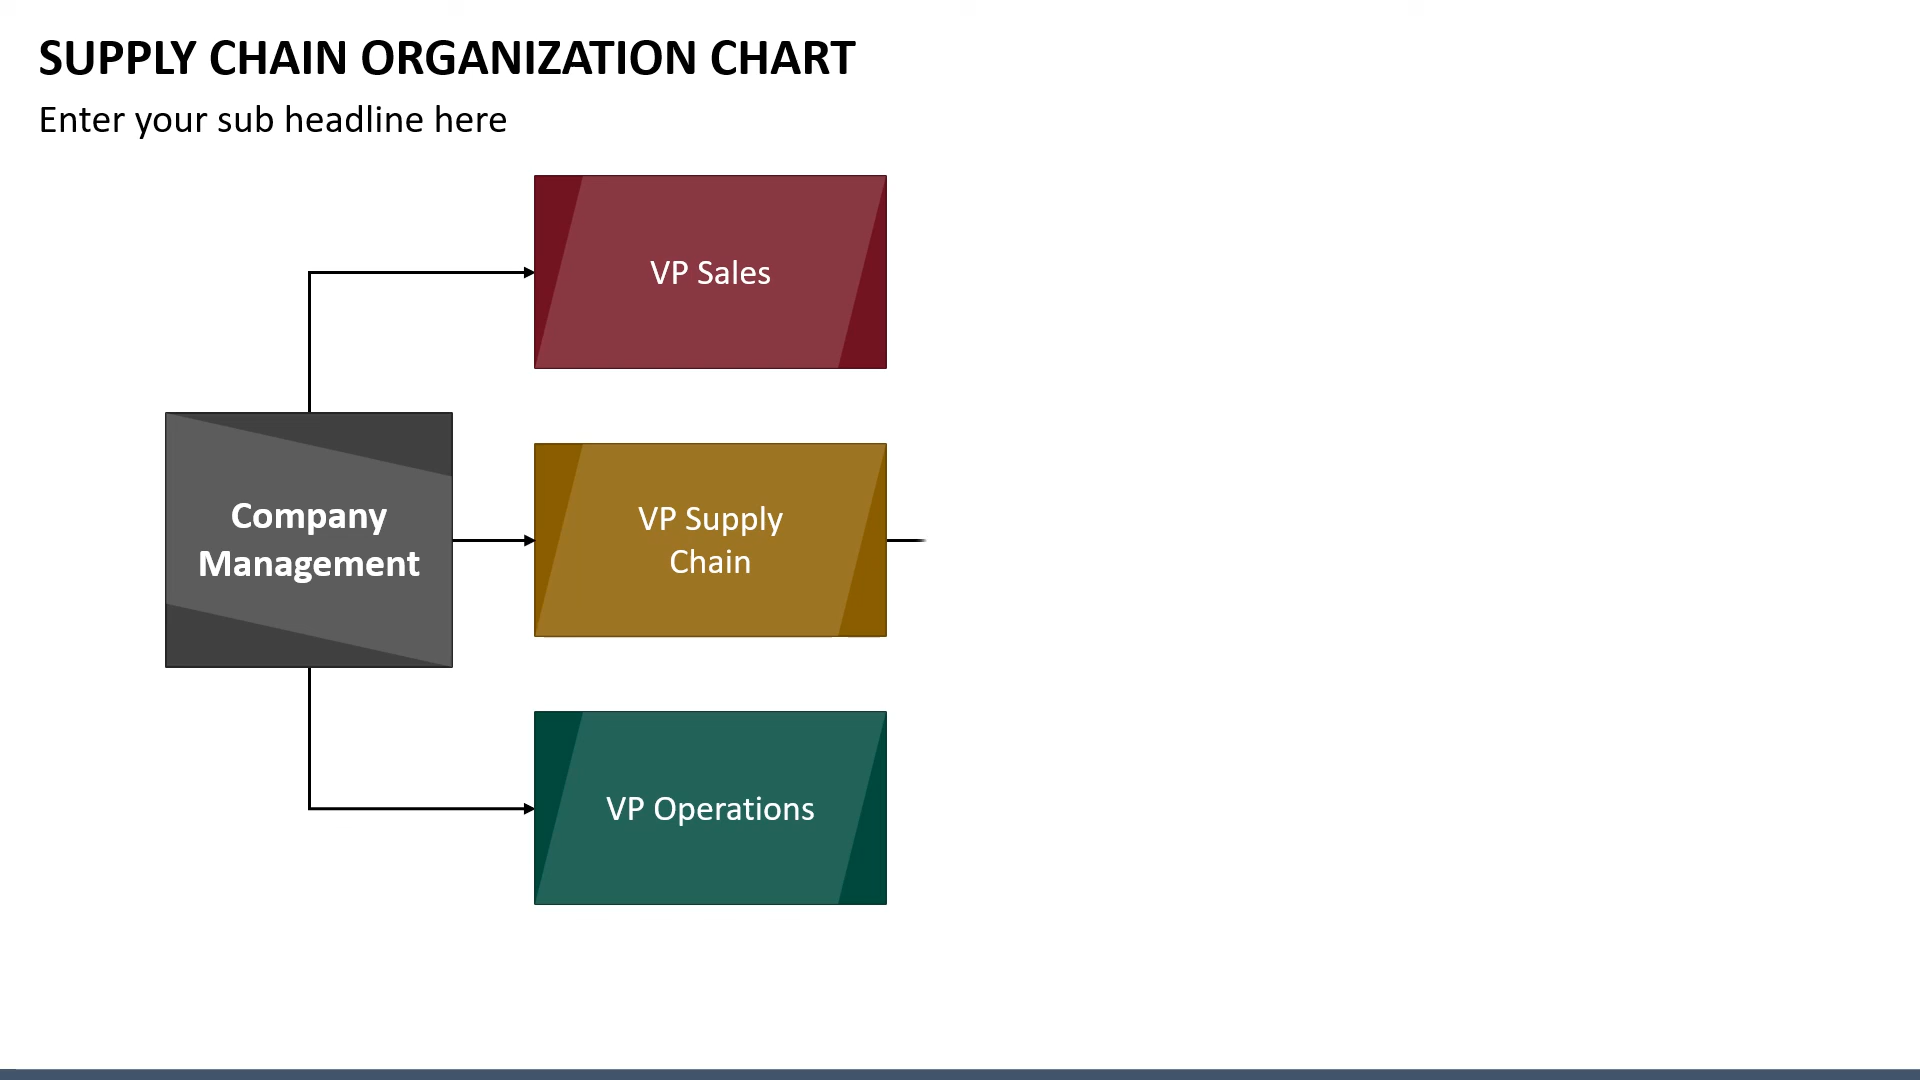 SUPPLY CHAIN ORGANIZATION CHART
Enter your sub headline here
VP Sales
Company
Management
VP Supply
Chain
VP Operations